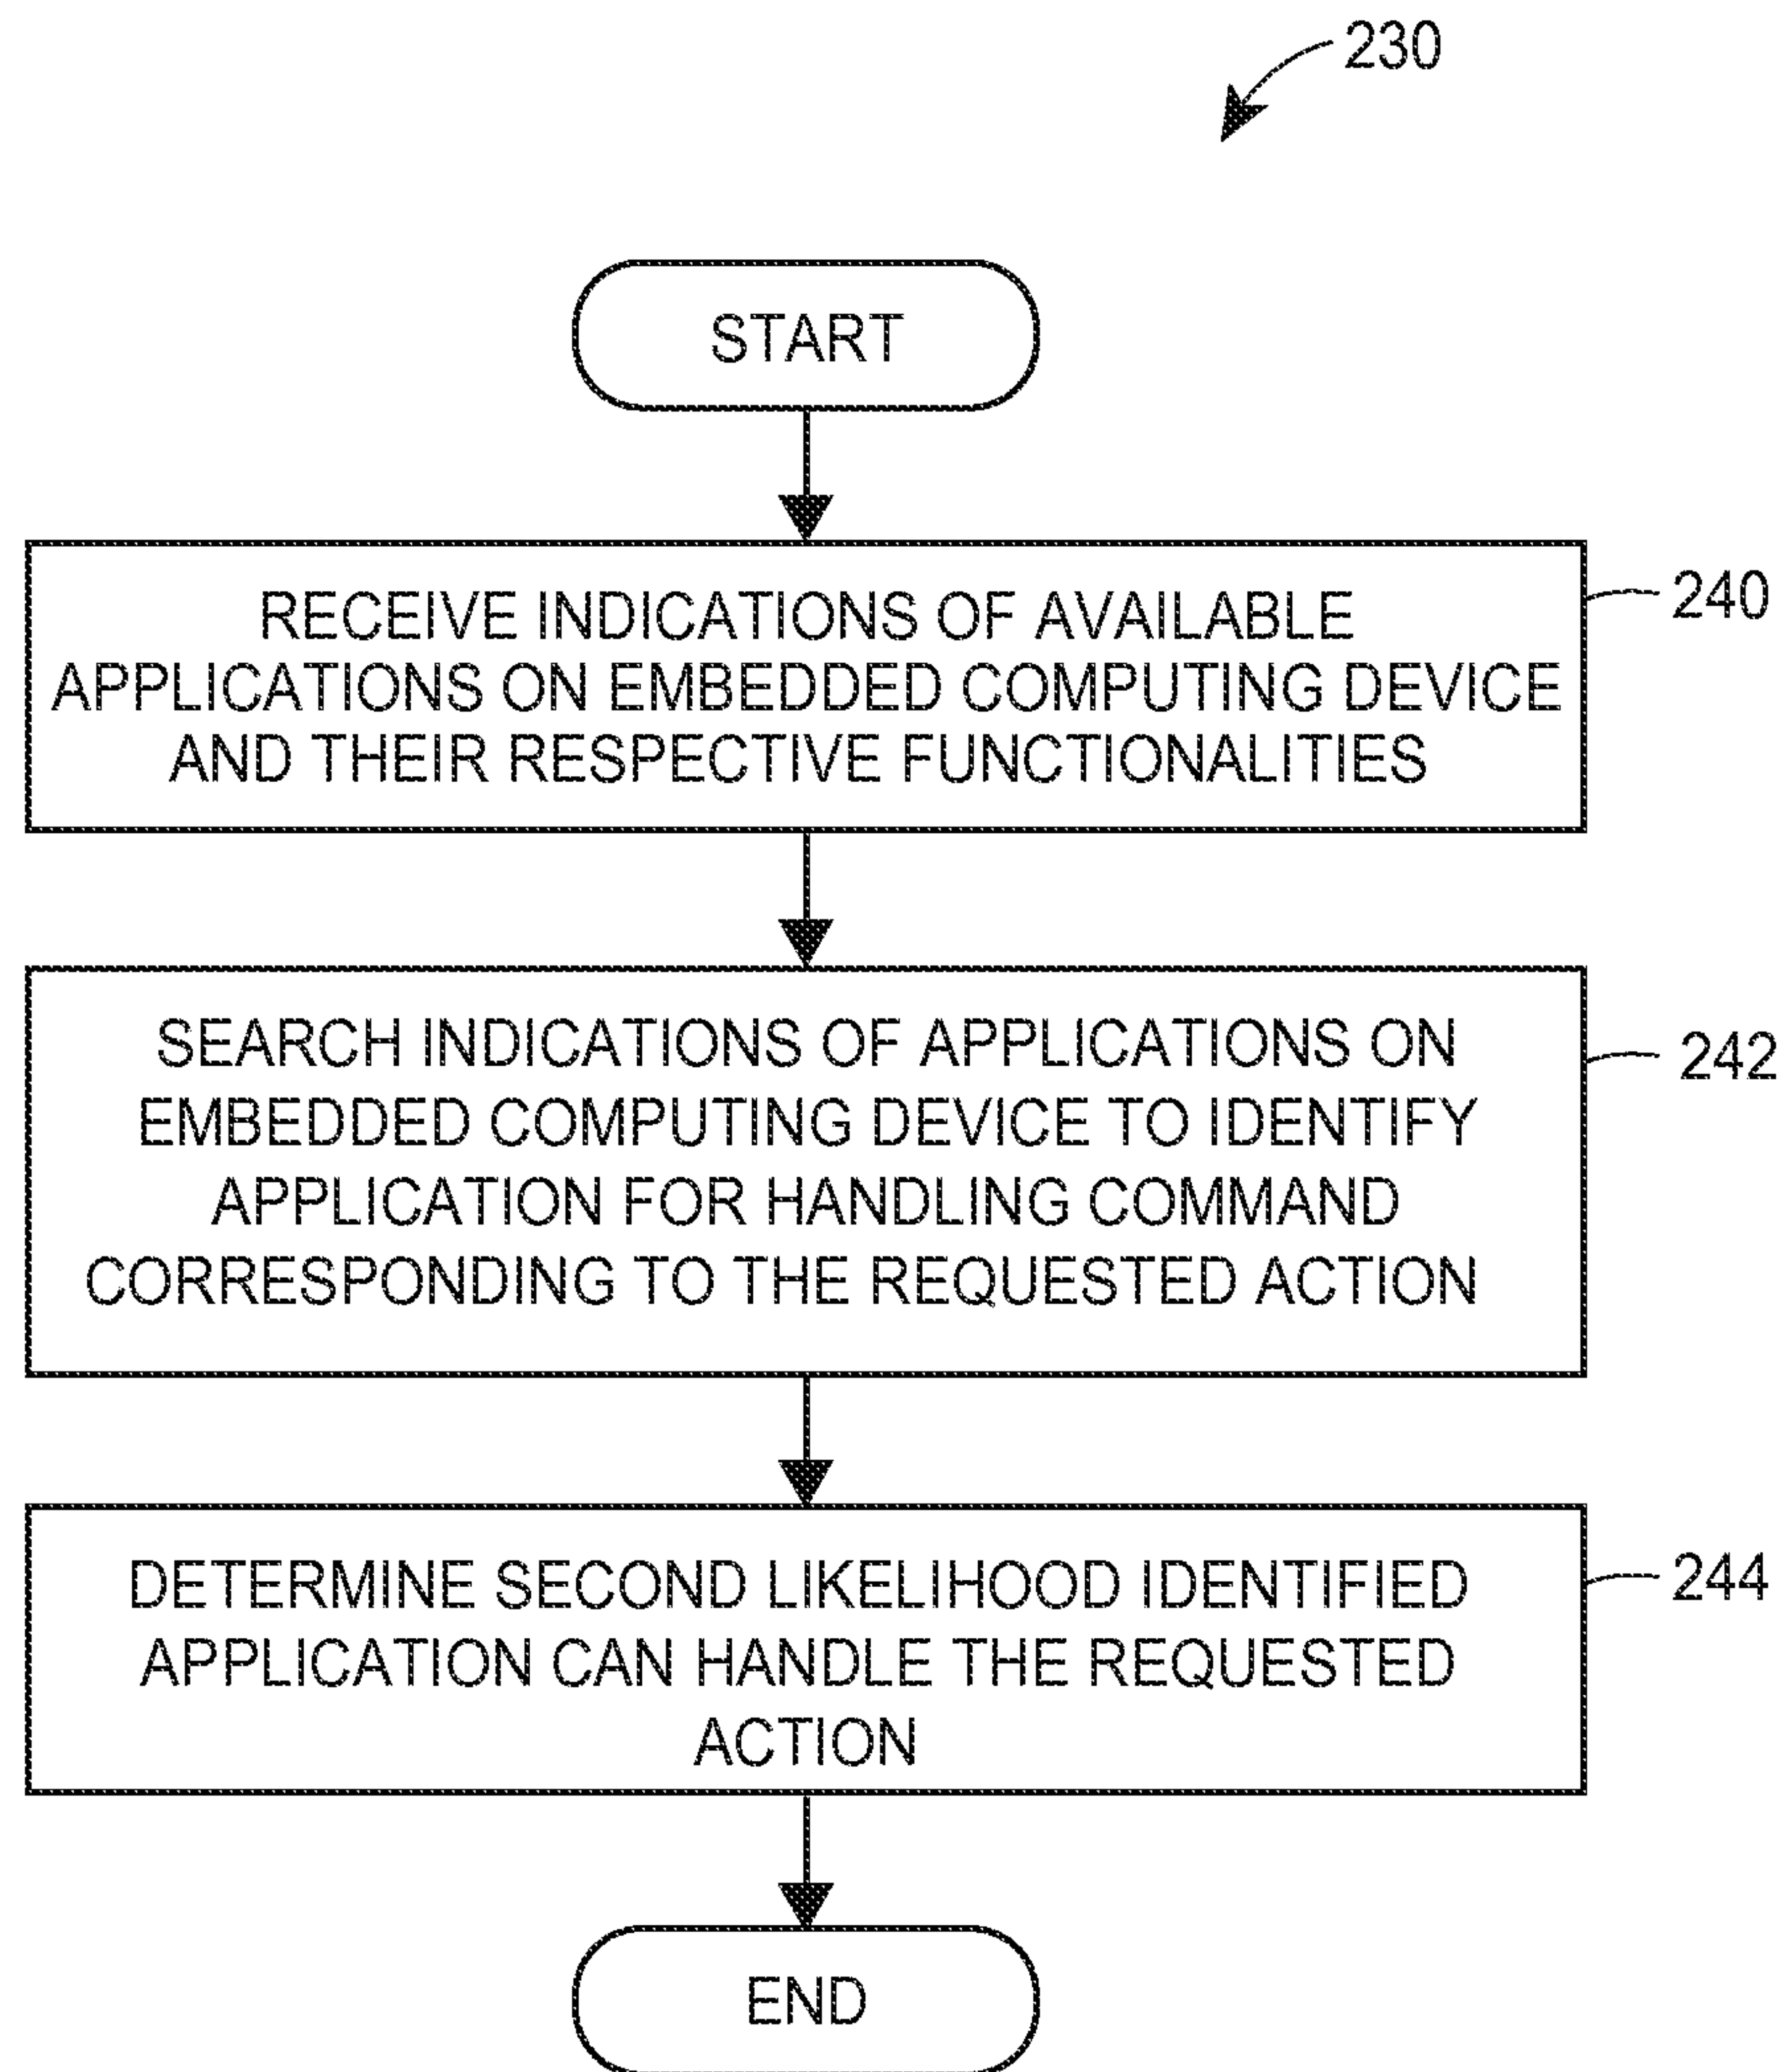 230
START
RECEIVE INDICATIONS OF AVAILABLE
APPLICATIONS ON EMBEDDED COMPUTING DEVICE
AND THEIR RESPECTIVE FUNCTIONALITIES
240
SEARCH INDICATIONS OF APPLICATIONS ON
EMBEDDED COMPUTING DEVICE TO IDENTIFY
APPLICATION FOR HANDLING COMMAND
CORRESPONDING TO THE REQUESTED ACTION
242
DETERMINE SECOND LIKELIHOOD IDENTIFIED
APPLICATION CAN HANDLE THE REQUESTED
ACTION
244
END